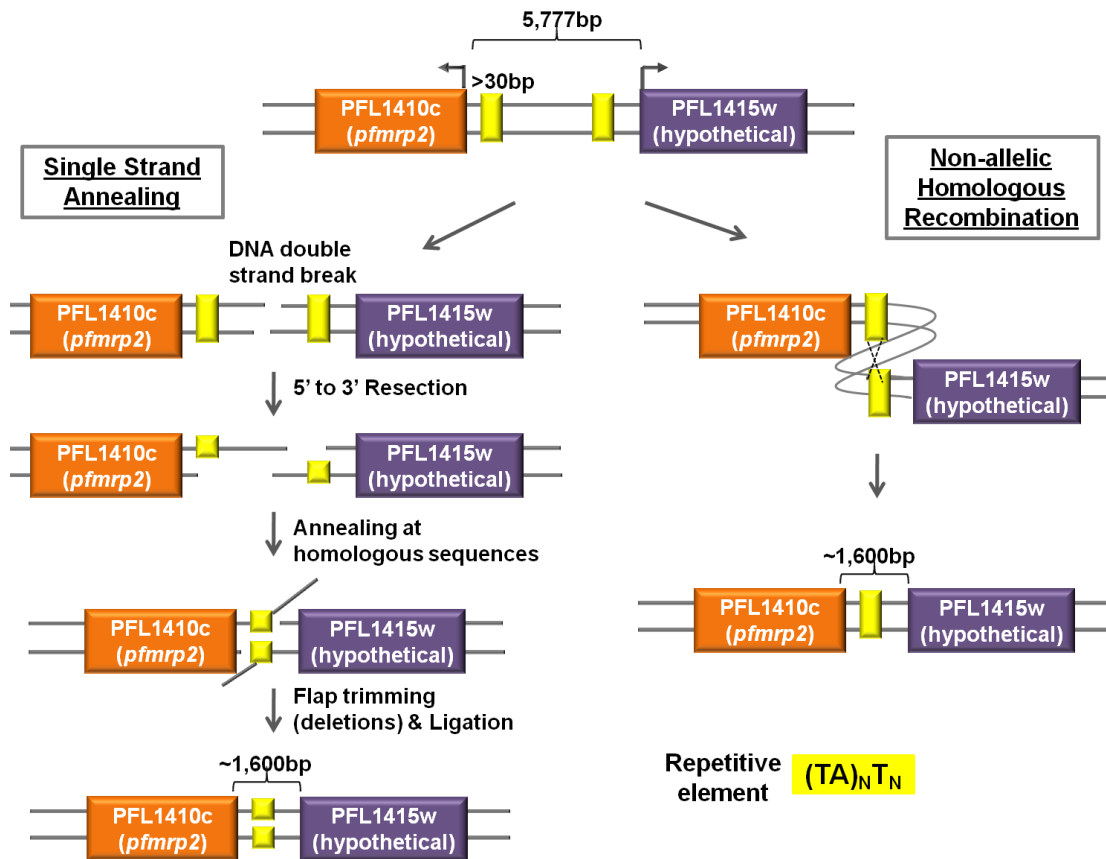 5,777bp
>30bp
PFL1410c
(pfmrp2)
PFL1415w
(hypothetical)
Single Strand
Annealing
Non-allelic
Homologous
Recombination
DNA double
strand break
PFL1410c
(pfmrp2)
PFL1415w
(hypothetical)
5’ to 3’ Resection
PFL1410c
(pfmrp2)
PFL1415w
(hypothetical)
Annealing at
homologous sequences
PFL1410c
(pfmrp2)
PFL1415w
(hypothetical)
Flap trimming
(deletions) & Ligation
~1,600bp
PFL1410c
(pfmrp2)
PFL1415w
(hypothetical)
PFL1410c
(pfmrp2)
PFL1415w
(hypothetical)
~1,600bp
PFL1410c
(pfmrp2)
PFL1415w
(hypothetical)
Repetitive
element
(TA)NTN